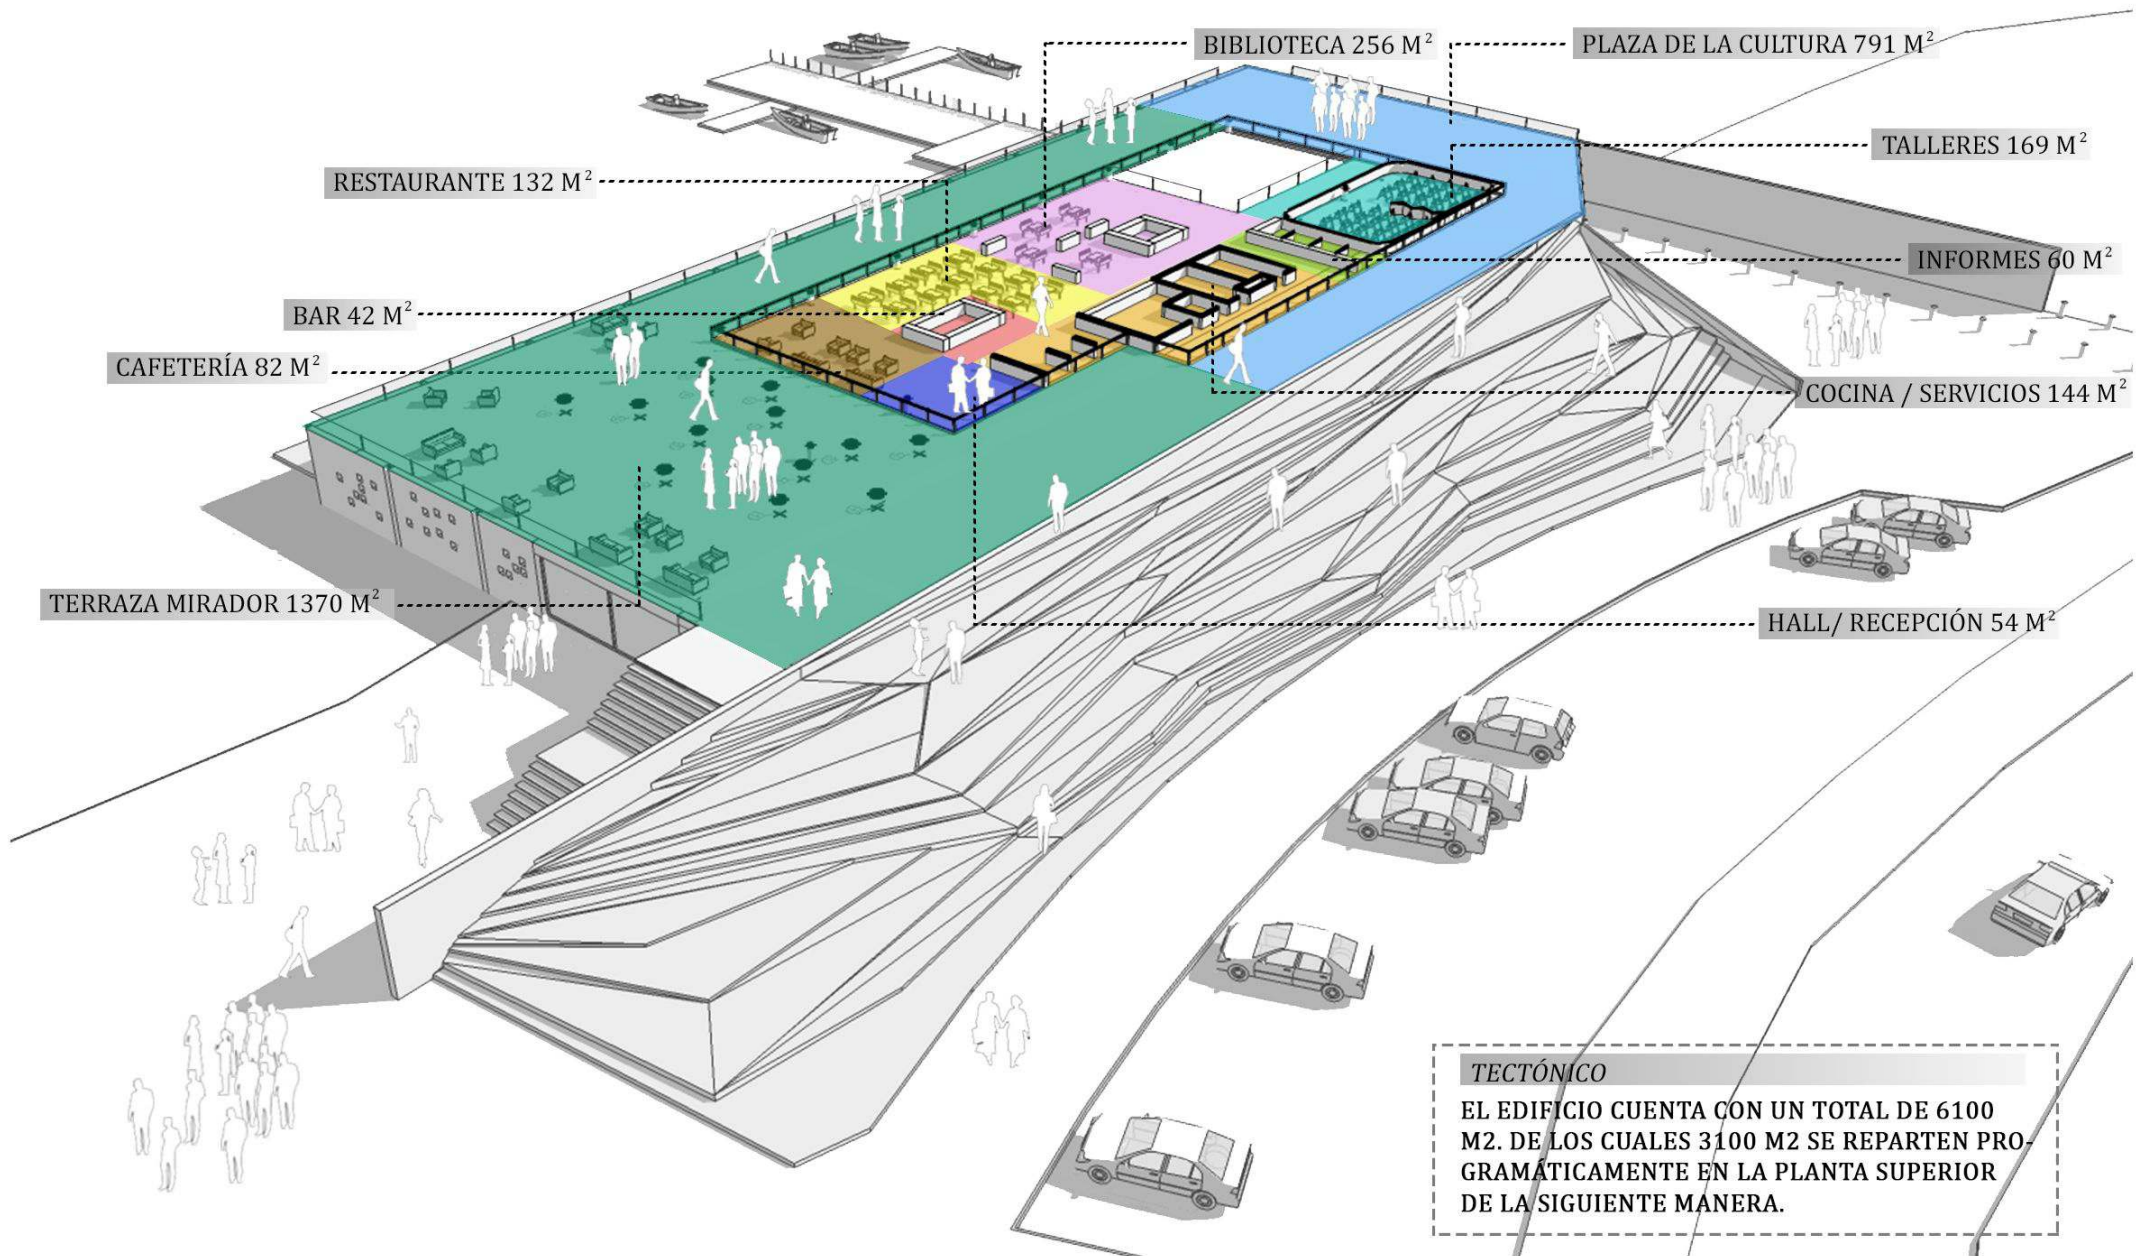 BIBLIOTECA 256 M²
PLAZA DE LA CULTURA 791 M²
TALLERES 169 M²
RESTAURANTE 132 M²
INFORMES 60 M²
BAR 42 M²
CAFETERÍA 82 M²
COCINA / SERVICIOS 144 M²
TERRAZA MIRADOR 1370 M²
HALL/ RECEPCIÓN 54 M²
TECTÓNICO
EL EDIFICIO CUENTA CON UN TOTAL DE 6100
M2. DE LOS CUALES 3100 M2 SE REPARTEN PRO-
GRAMÁTICAMENTE EN LA PLANTA SUPERIOR
DE LA SIGUIENTE MANERA.